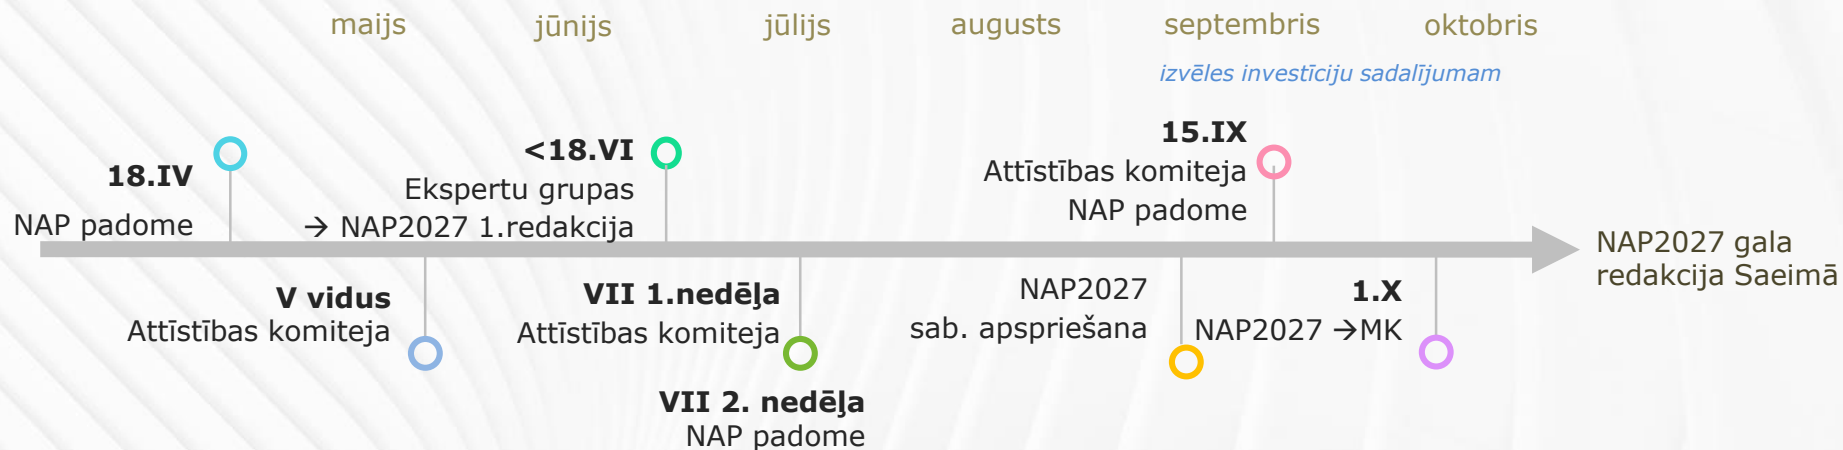 maijs
jūnijs
jūlijs
augusts
septembris
oktobris
izvēles investīciju sadalījumam
18.IV
NAP padome
<18.VI
Ekspertu grupas
→ NAP2027 1.redakcija
15.IX
Attīstības komiteja
NAP padome
V vidus
Attīstības komiteja
VII 1.nedēļa
Attīstības komiteja
VII 2. nedēļa
NAP padome
NAP2027
sab. apspriešana
1.X
NAP2027 →MK
NAP2027 gala
redakcija Saeimā